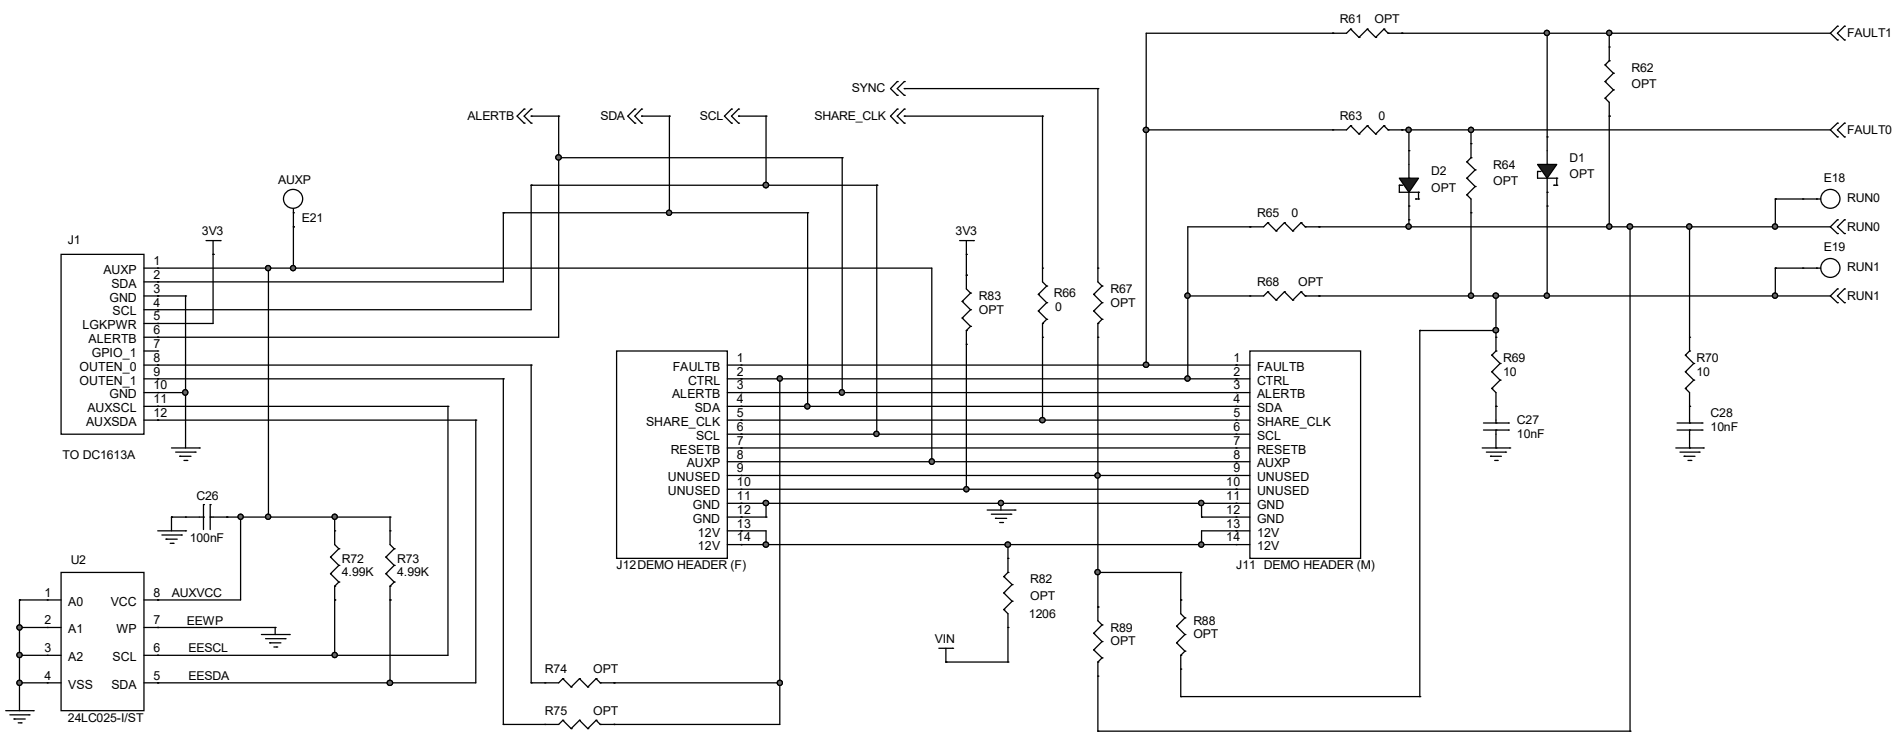 R61 OPT
FAULT1
R62
OPT
SYNC
ALERTB
SDA
SCL
SHARE_CLK
R63 0
FAULT0
D2
OPT
R64
OPT
D1
OPT
AUXP
E21
E18
RUN0
R65 0
RUN0
E19
RUN1
R68 OPT
RUN1
J1
3V3
3V3
AUXP 1
SDA 2
GND 3
SCL 4
LGKPWR 5
ALERTB 6
GPIO_1 7
OUTEN_0 8
OUTEN_1 9
GND 10
AUXSCL 11
AUXSDA 12
TO DC1613A
R83
OPT
R66
0
R67
OPT
FAULTB 1
CTRL 2
ALERTB 3
SDA 4
SHARE_CLK 5
SCL 6
RESETB 7
AUXP 8
UNUSED 9
UNUSED 10
GND 11
GND 12
12V 13
12V 14
J12 DEMO HEADER (F)
1 FAULTB
2 CTRL
3 ALERTB
4 SDA
5 SHARE_CLK
6 SCL
7 RESETB
8 AUXP
9 UNUSED
10 UNUSED
11 GND
12 GND
13 12V
14 12V
J11 DEMO HEADER (M)
R69
10
R70
10
C27
10nF
C28
10nF
C26
100nF
R72
4.99K
R73
4.99K
U2
1 A0
2 A1
3 A2
4 VSS
VCC 8 AUXVCC
WP 7 EEWP
SCL 6 EESCL
SDA 5 EESDA
24LC025-I/ST
R82
OPT
1206
VIN
R89
OPT
R88
OPT
R74 OPT
R75 OPT